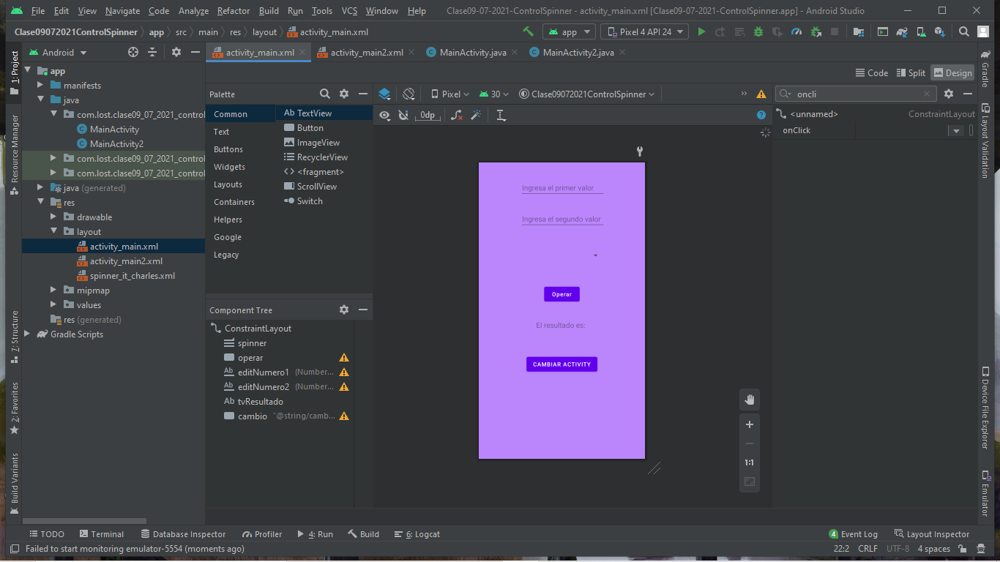 File Edit View Navigate Code Analyze Refactor Build Run Tools VCS Window Help Clase09-07-2021-ControlSpinner - activity_main.xml [Clase09-07-2021-ControlSpinner.app] - Android Studio
Clase09072021ControlSpinner app src main res layout activity_main.xml app Pixel 4 API 24
1: Project
Resource Manager
7: Structure
2: Favorites
Build Variants
Android
app
manifests
java
com.lost.clase09_07_2021_control
MainActivity
MainActivity2
com.lost.clase09_07_2021_control
com.lost.clase09_07_2021_control
java (generated)
res
drawable
layout
activity_main.xml
activity_main2.xml
spinner_it_charles.xml
mipmap
values
res (generated)
Gradle Scripts
activity_main.xml activity_main2.xml MainActivity.java MainActivity2.java
Code Split Design
Palette
Common
Text
Buttons
Widgets
Layouts
Containers
Helpers
Google
Legacy
Ab TextView
Button
ImageView
RecyclerView
<fragment>
ScrollView
Switch
Component Tree
ConstraintLayout
spinner
operar
Ab editNumero1 (Number...
Ab editNumero2 (Number...
Ab tvResultado
cambio "@string/camb...
Pixel 30 Clase09072021ControlSpinner
0dp
Ingresa el primer valor
Ingresa el segundo valor
Operar
El resultado es:
CAMBIAR ACTIVITY
1:1
oncli
<unnamed> ConstraintLayout
onClick
Gradle
Layout Validation
Device File Explorer
Emulator
TODO Terminal Database Inspector Profiler 4: Run Build 6: Logcat 4 Event Log Layout Inspector
Failed to start monitoring emulator-5554 (moments ago) 22:2 CRLF UTF-8 4 spaces